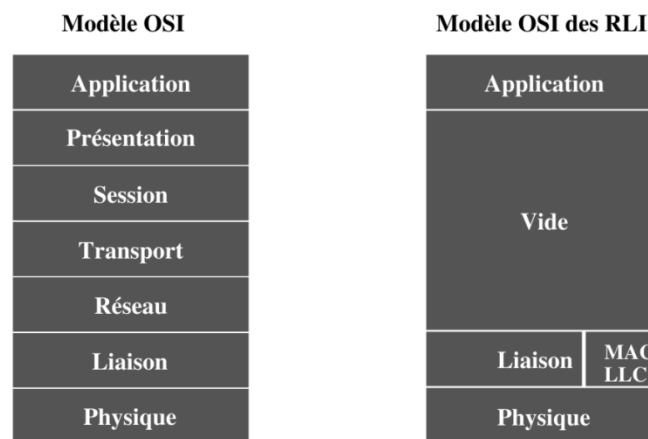 Modèle OSI
Application
Présentation
Session
Transport
Réseau
Liaison
Physique
Modèle OSI des RLI
Application
Vide
Liaison
MAC
LLC
Physique